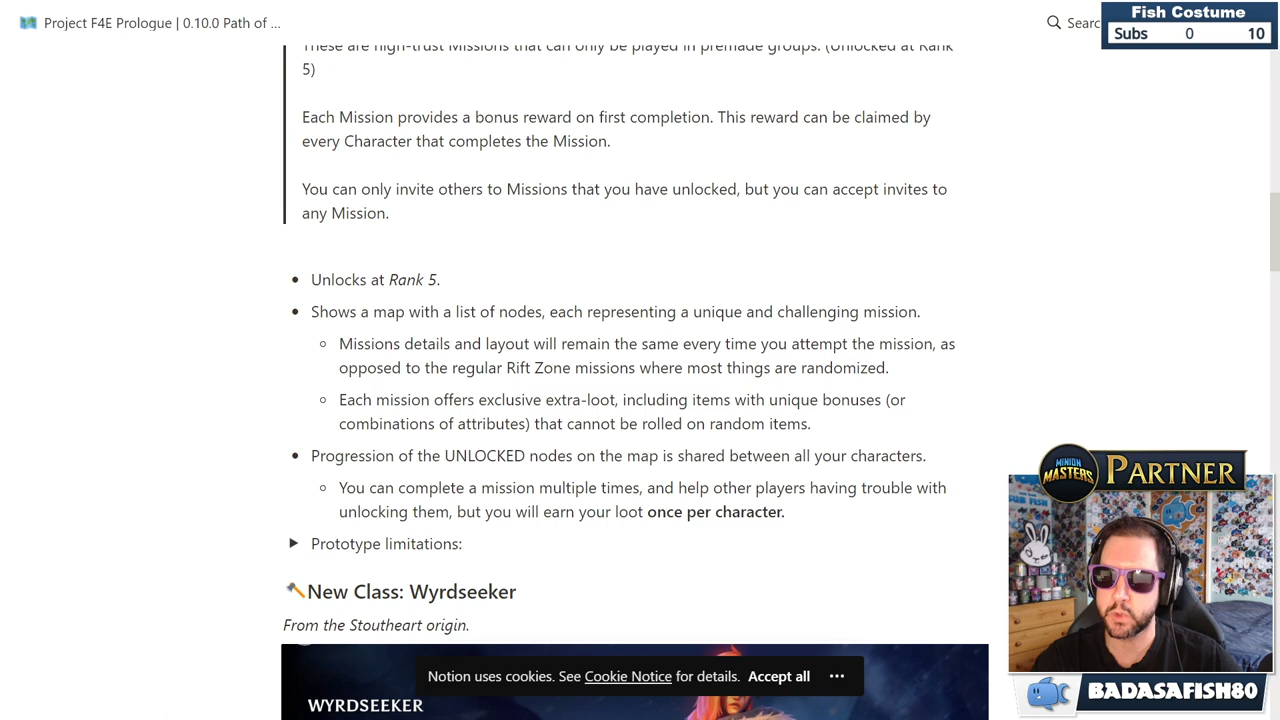 Project F4E Prologue | 0.10.0 Path of ...
Searc
Fish Costume
Subs 0 10
These are high-trust Missions that can only be played in premade groups. (Unlocked at Rank
5)
Each Mission provides a bonus reward on first completion. This reward can be claimed by
every Character that completes the Mission.
You can only invite others to Missions that you have unlocked, but you can accept invites to
any Mission.
• Unlocks at Rank 5.
• Shows a map with a list of nodes, each representing a unique and challenging mission.
◦ Missions details and layout will remain the same every time you attempt the mission, as
opposed to the regular Rift Zone missions where most things are randomized.
◦ Each mission offers exclusive extra-loot, including items with unique bonuses (or
combinations of attributes) that cannot be rolled on random items.
• Progression of the UNLOCKED nodes on the map is shared between all your characters.
◦ You can complete a mission multiple times, and help other players having trouble with
unlocking them, but you will earn your loot once per character.
Prototype limitations:
🪓New Class: Wyrdseeker
From the Stoutheart origin.
WYRDSEEKER
Notion uses cookies. See Cookie Notice for details. Accept all ...
MINION
MASTERS
PARTNER
BADASAFISH80